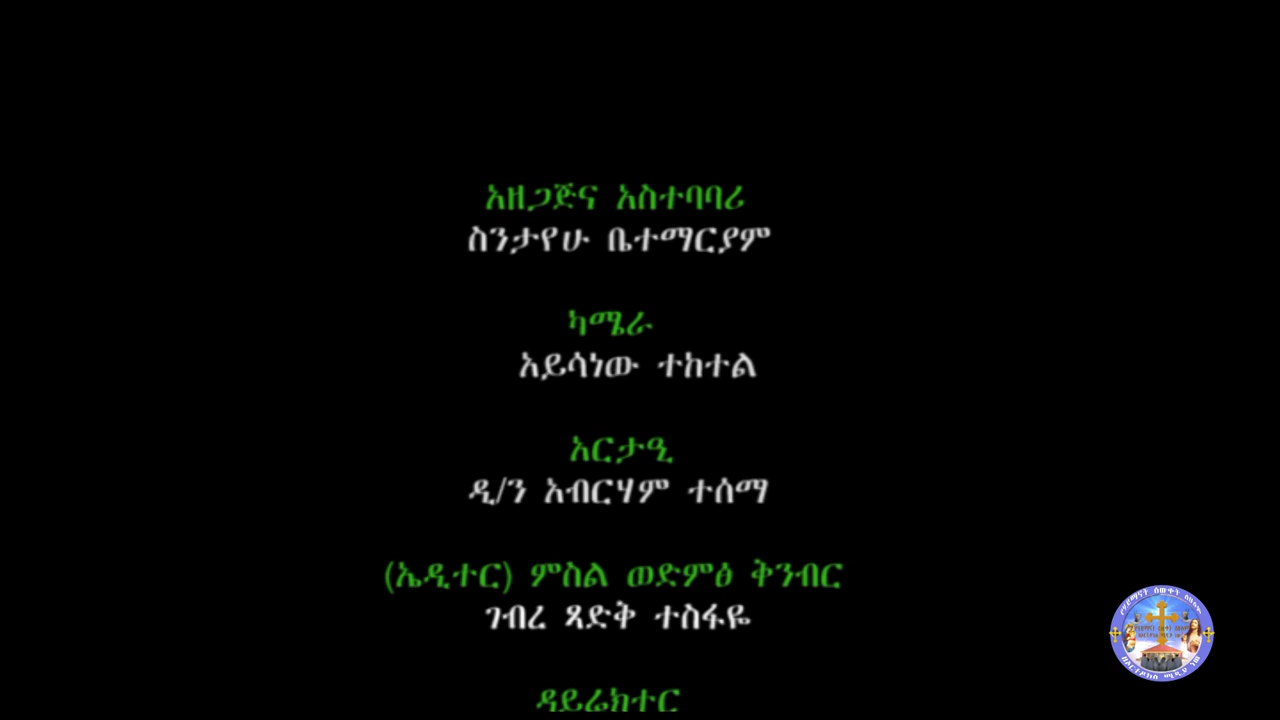 አዘጋጅና አስተባባሪ
ስንታየሁ ቤተማርያም
ካሜራ
አይሳነው ተከተል
አርታዒ
ዲ/ን አብርሃም ተሰማ
(ኤዲተር) ምስል ወድምፅ ቅንብር
ገብረ ጻድቅ ተስፋዬ
ዳይሬክተር